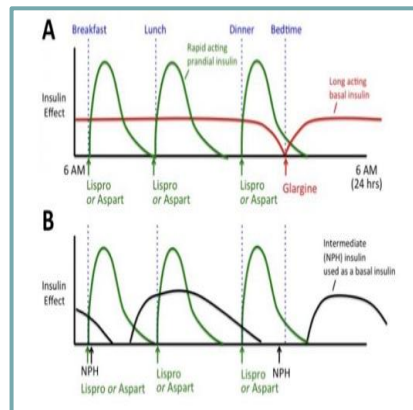 A
Breakfast
Lunch
Dinner
Bedtime
Rapid acting
prandial insulin
Long acting
basal insulin
Insulin
Effect
6 AM
6 AM
(24 hrs)
Lispro
or Aspart
Lispro
or Aspart
Lispro
or Aspart
Glargine
B
Intermediate
(NPH) insulin
used as a basal insulin
Insulin
Effect
NPH
Lispro or Aspart
Lispro
or Aspart
Lispro
or Aspart
NPH